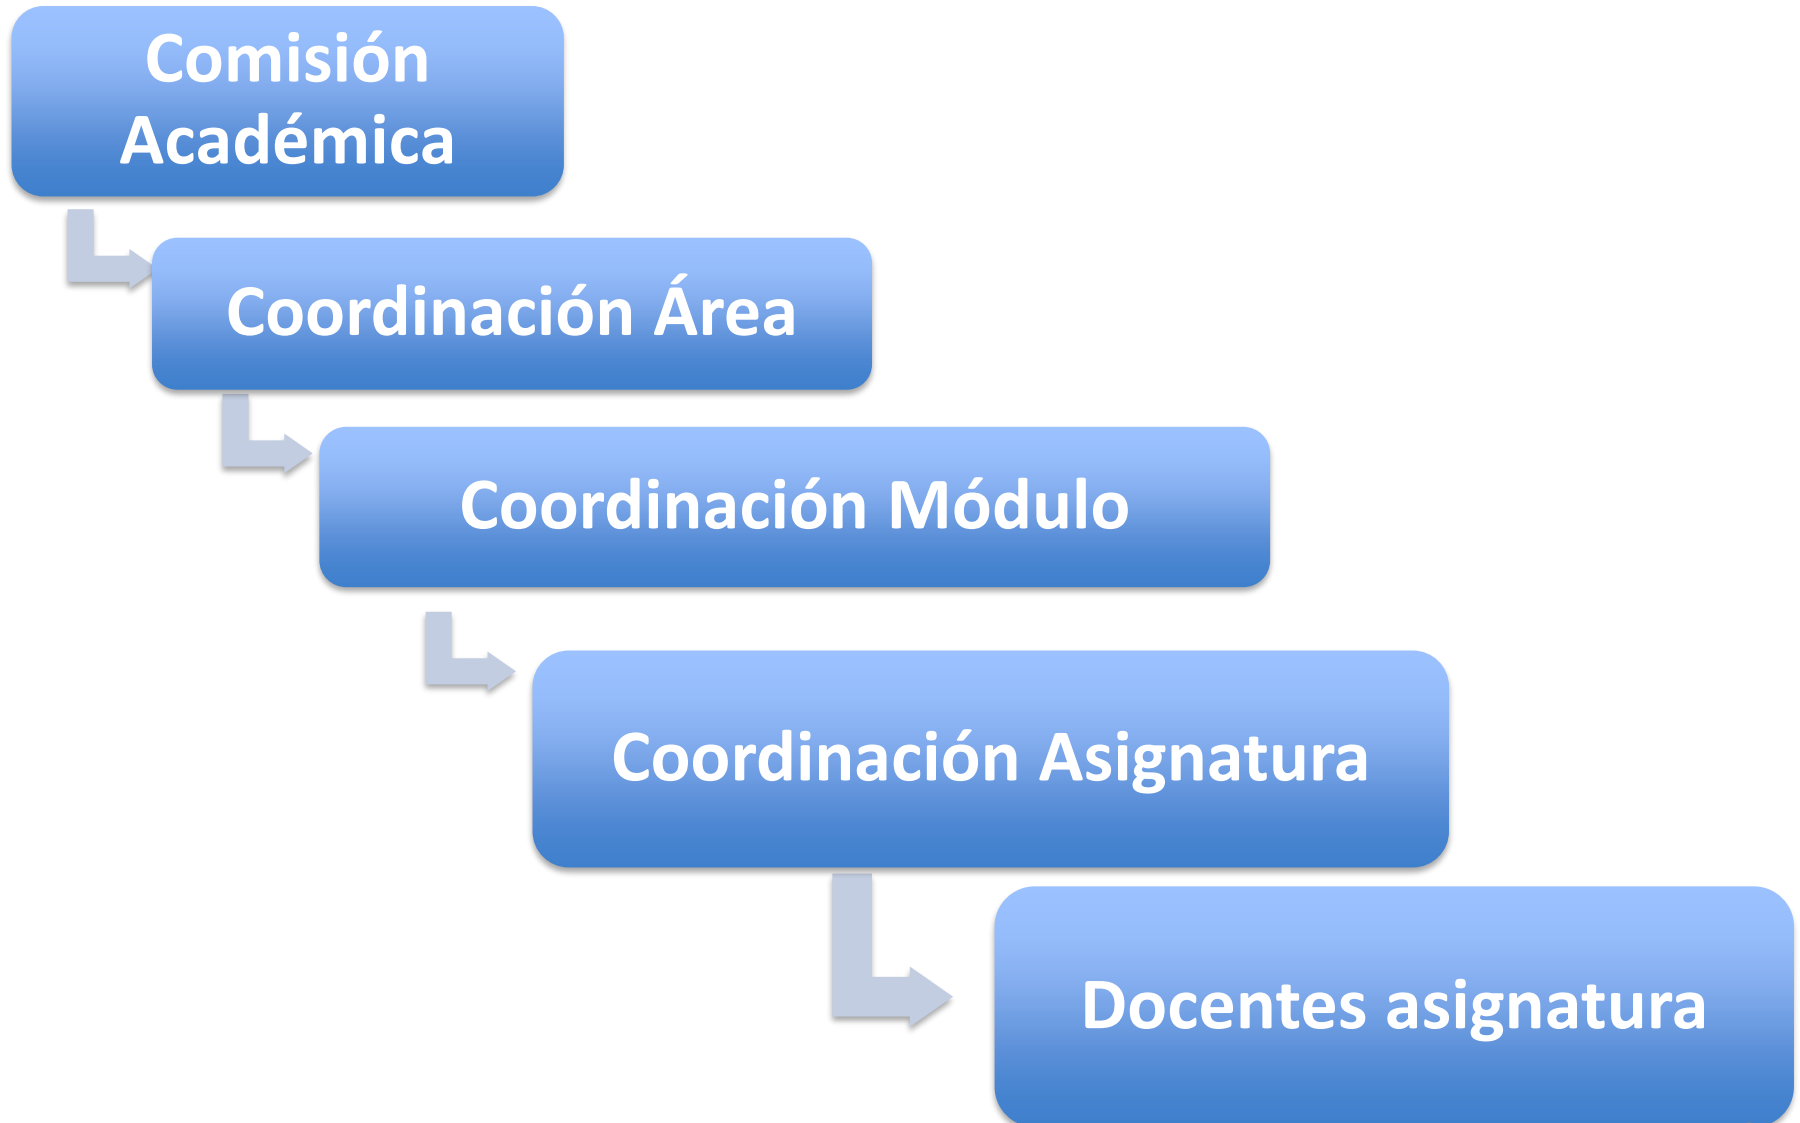 Comisión
Académica
Coordinación Área
Coordinación Módulo
Coordinación Asignatura
Docentes asignatura